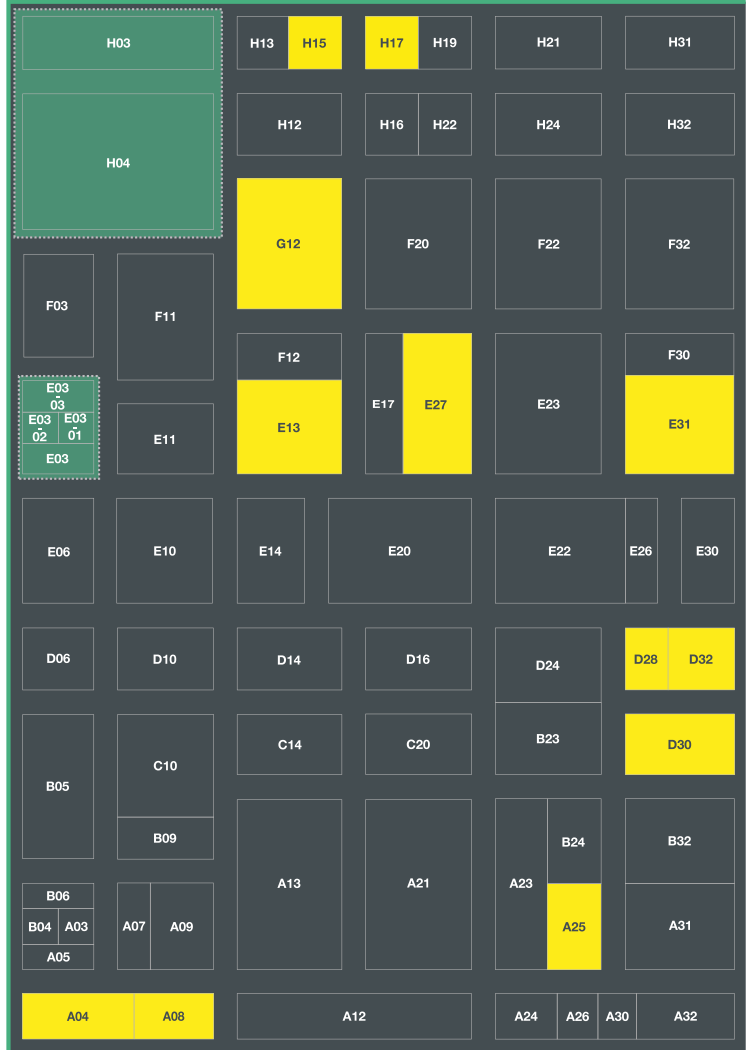 H03
H13
H15
H17
H19
H21
H31
H04
H12
H16
H22
H24
H32
G12
F20
F22
F32
F03
F11
F12
F30
E03
-
03
E03
-
02
E03
-
01
E03
E11
E13
E17
E27
E23
E31
E06
E10
E14
E20
E22
E26
E30
D06
D10
D14
D16
D24
D28
D32
B05
C10
C14
C20
B23
D30
B09
A13
A21
A23
B24
B32
B06
B04
A03
A05
A07
A09
A25
A31
A04
A08
A12
A24
A26
A30
A32